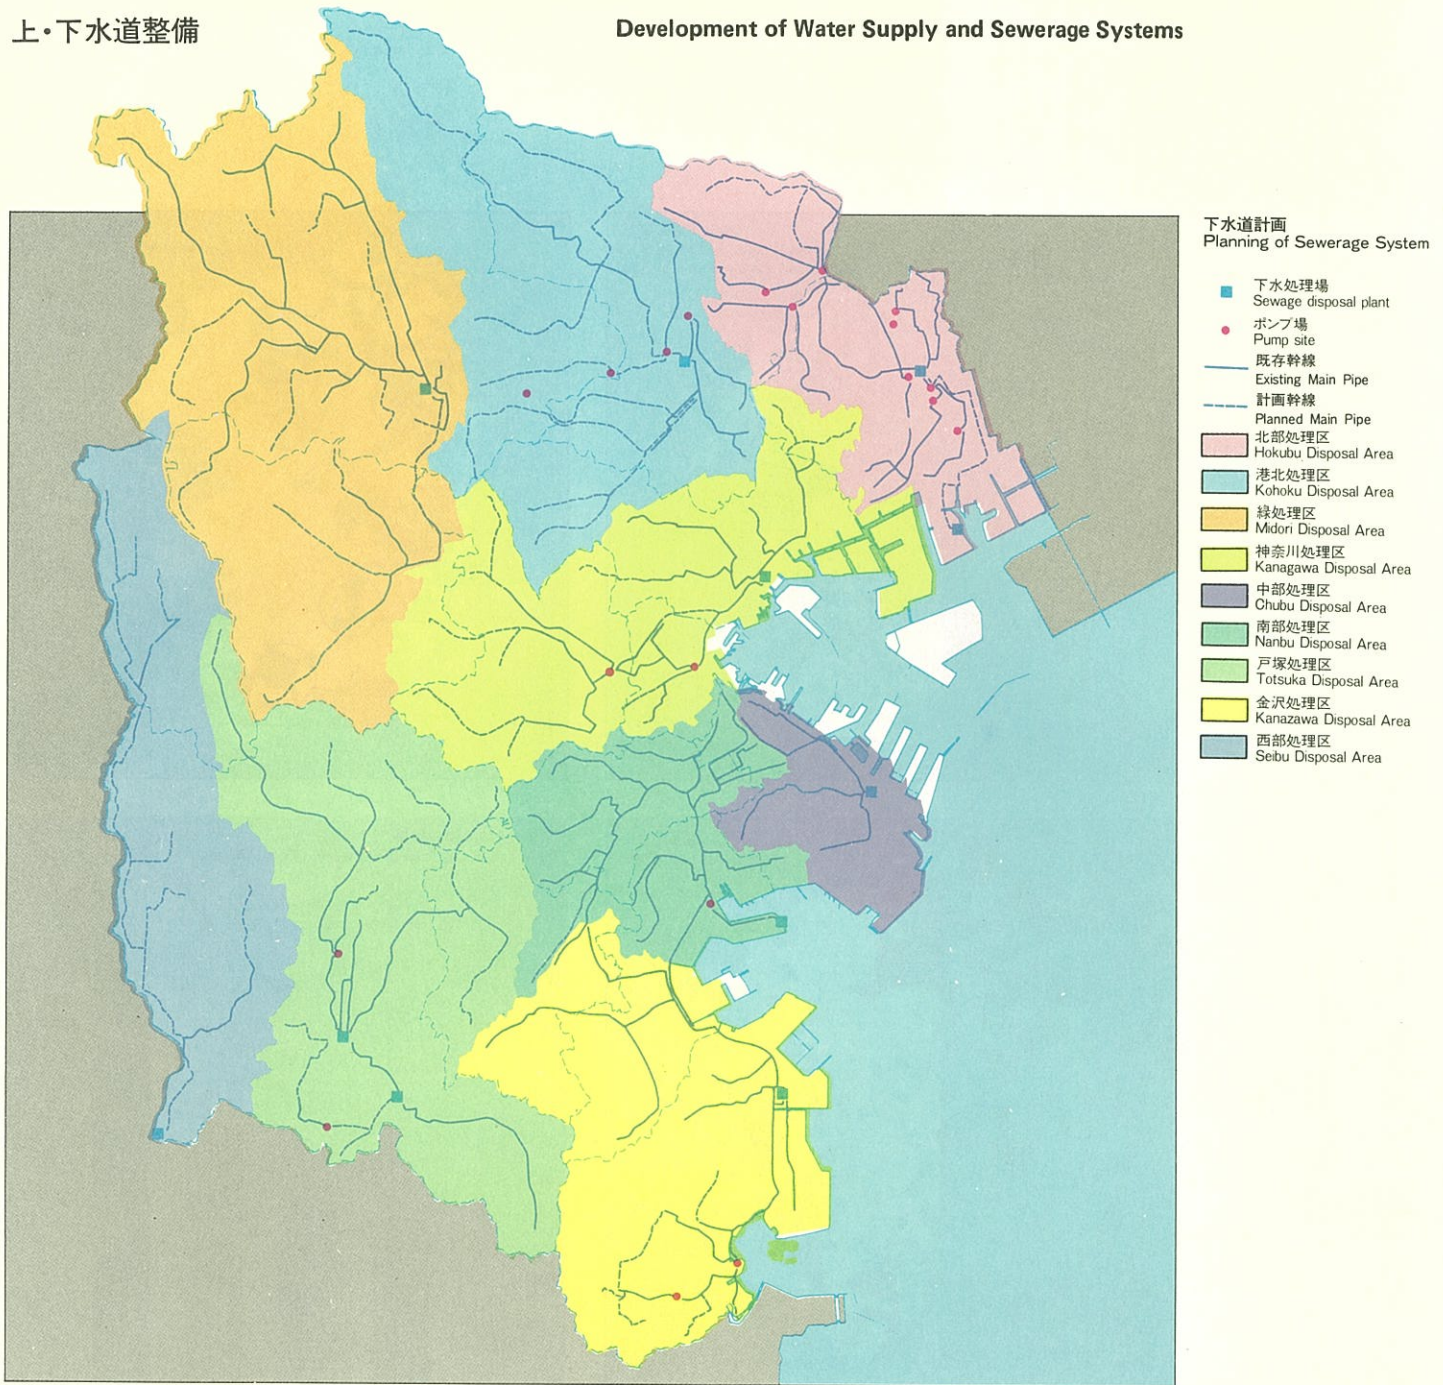 上・下水道整備
Development of Water Supply and Sewerage Systems
下水道計画
Planning of Sewerage System
下水処理場
Sewage disposal plant
ポンプ場
Pump site
既存幹線
Existing Main Pipe
計画幹線
Planned Main Pipe
北部処理区
Hokubu Disposal Area
港北処理区
Kohoku Disposal Area
緑処理区
Midori Disposal Area
神奈川処理区
Kanagawa Disposal Area
中部処理区
Chubu Disposal Area
南部処理区
Nanbu Disposal Area
戸塚処理区
Totsuka Disposal Area
金沢処理区
Kanazawa Disposal Area
西部処理区
Seibu Disposal Area